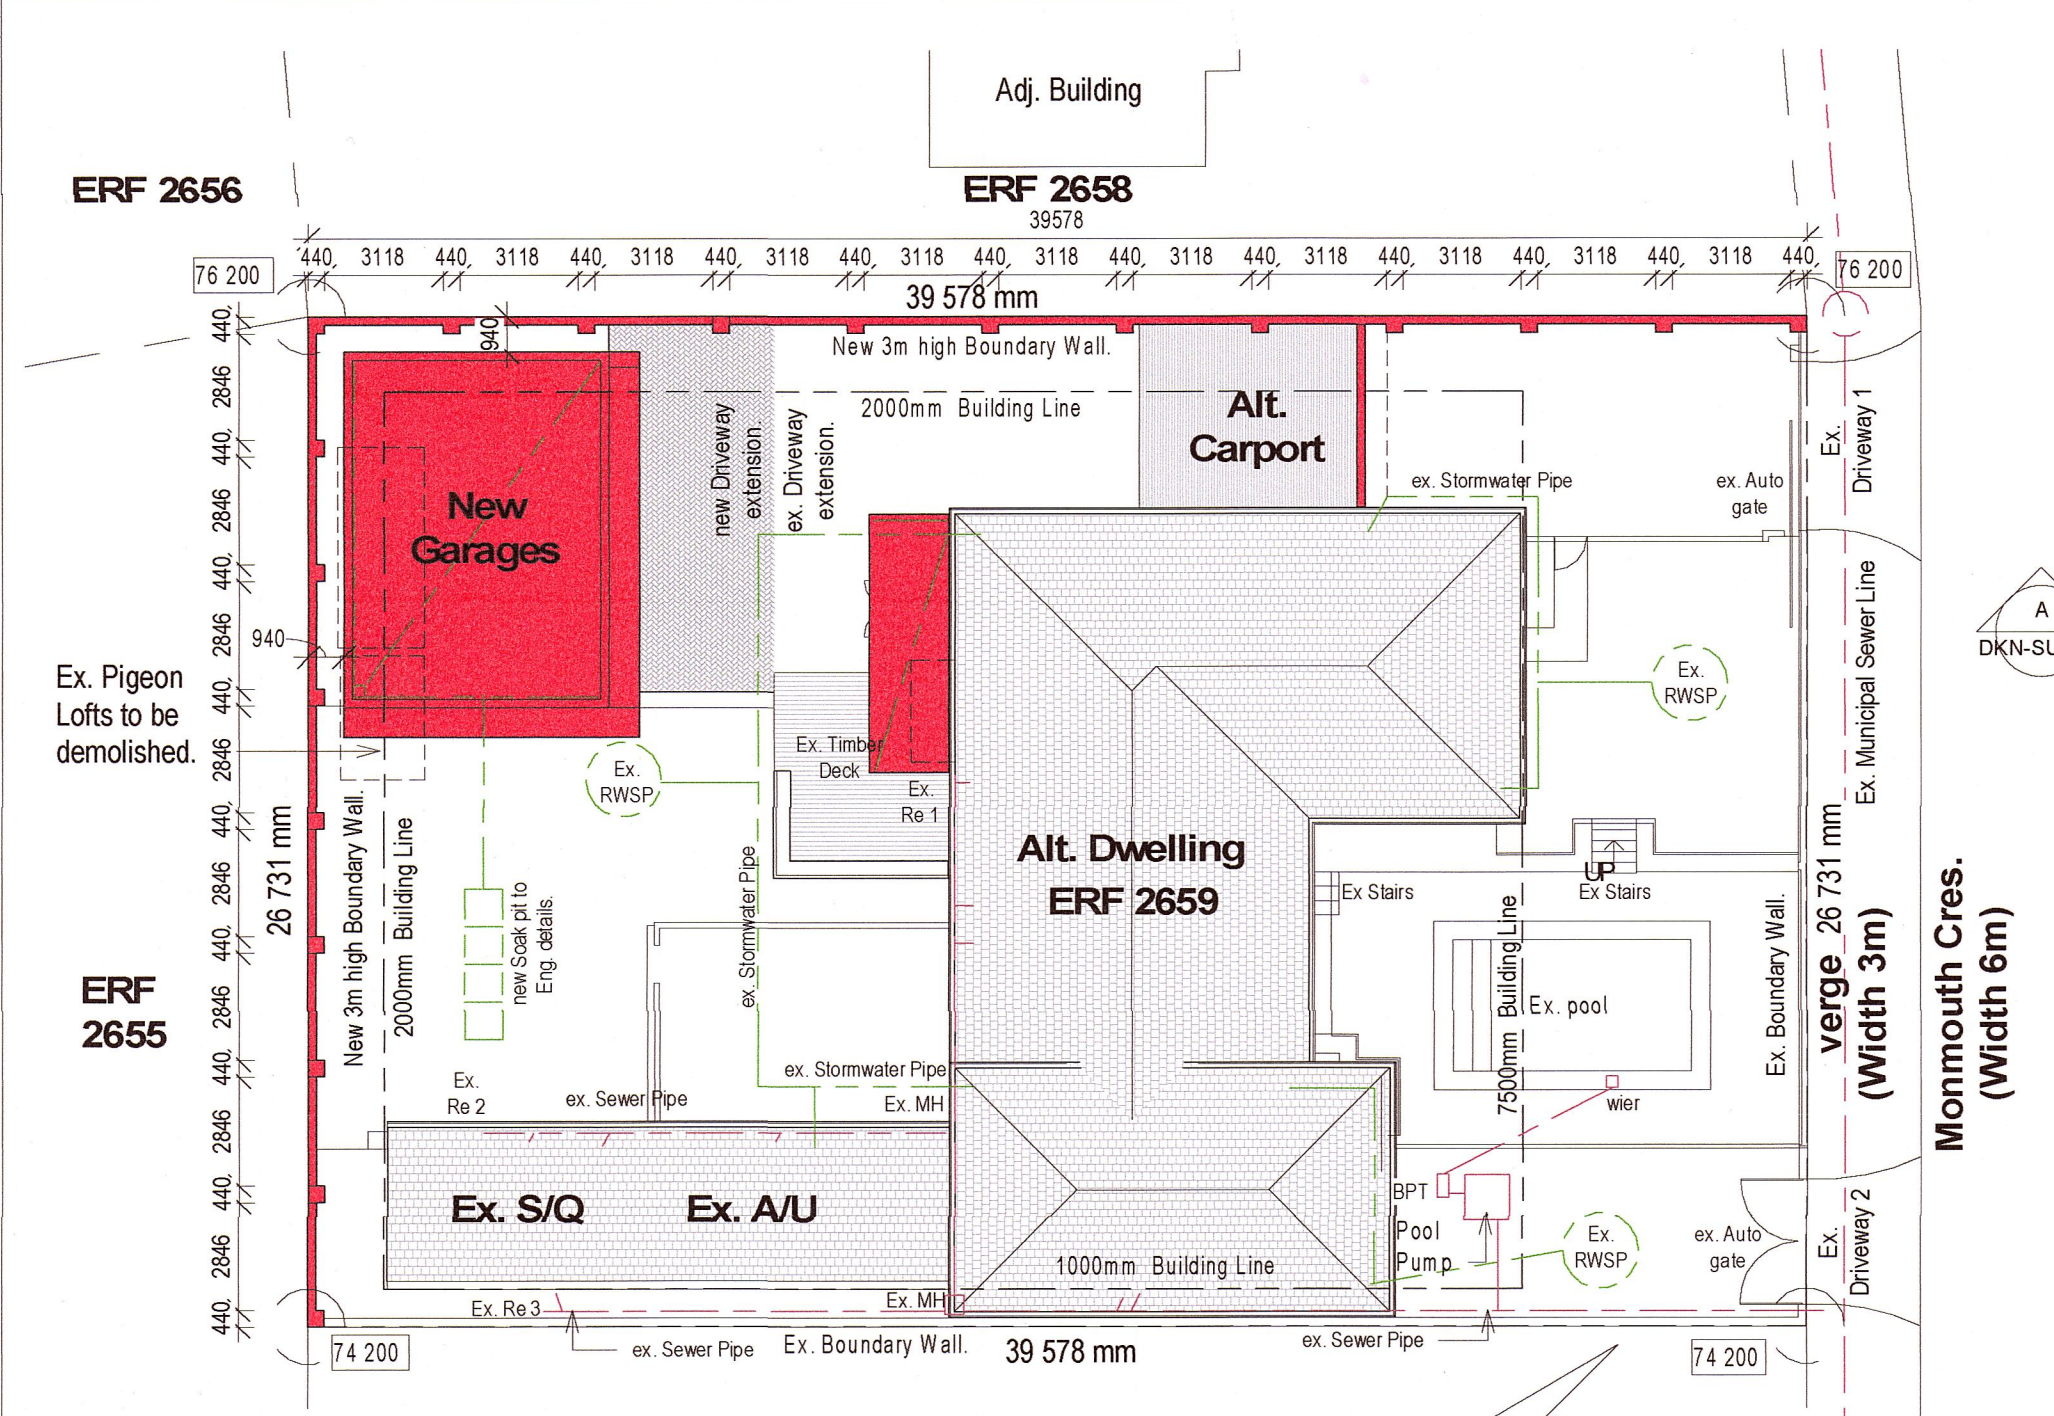 Adj. Building
ERF 2656
ERF 2658
39578
440, 3118 440, 3118 440, 3118 440, 3118 440, 3118 440, 3118 440, 3118 440, 3118 440, 3118 440, 3118 440, 3118 440,
76 200
76 200
39 578 mm
440,
2846
440,
2846
440,
2846
440,
2846
440,
2846
440,
2846
440,
2846
440,
2846
440,
940
940
New 3m high Boundary Wall.
2000mm Building Line
Alt.
Carport
New
Garages
new Driveway
extension.
ex. Driveway
extension.
ex. Stormwater Pipe
ex. Auto
gate
Ex.
Driveway 1
Ex. Municipal Sewer Line
A
DKN-SU
Ex.
RWSP
Ex. Pigeon
Lofts to be
demolished.
Ex. Timber
Deck
Ex.
Re 1
Ex.
RWSP
26 731 mm
New 3m high Boundary Wall.
2000mm Building Line
new Soak pit to
Eng. details.
ex. Stormwater Pipe
Alt. Dwelling
ERF 2659
UP
Ex Stairs
Ex Stairs
7500mm Building Line
Ex. pool
Ex. Boundary Wall.
verge 26 731 mm
(Width 3m)
Monmouth Cres.
(Width 6m)
ERF
2655
Ex.
Re 2
ex. Sewer Pipe
ex. Stormwater Pipe
Ex. MH
wier
Ex. S/Q
Ex. A/U
BPT
Pool
Pump
Ex.
RWSP
ex. Auto
gate
Ex.
Driveway 2
1000mm Building Line
Ex. Re 3
Ex. MH
ex. Sewer Pipe
Ex. Boundary Wall.
39 578 mm
ex. Sewer Pipe
74 200
74 200